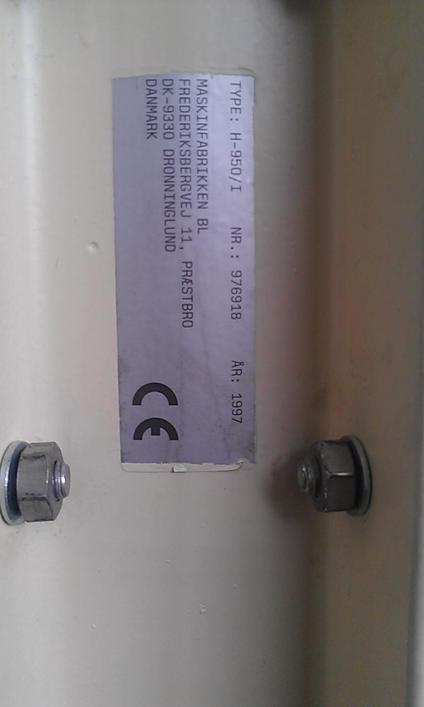 TYPE: H-950/I NR.: 976918 ÅR: 1997
MASKINFABRIKKEN BL
FREDERIKSBERGVEJ 11, PRÆSTBRO
DK-9330 DRONNINGLUND
DANMARK
CE